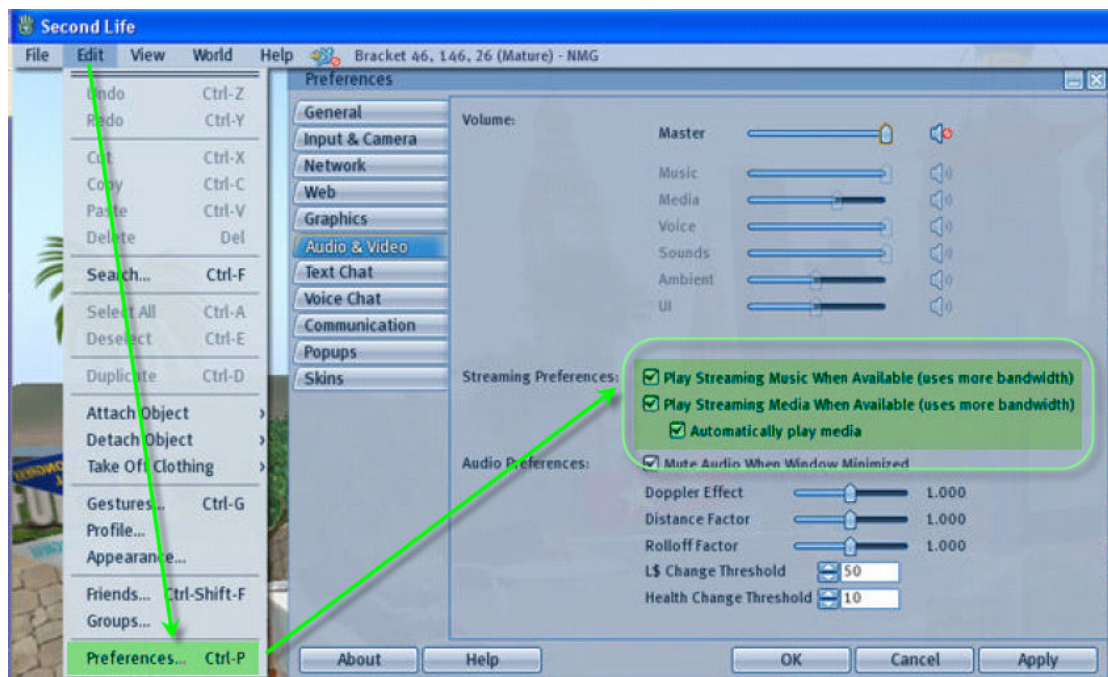 Second Life
File Edit View World Help Bracket 46, 146, 26 (Mature) - NMG
Undo Ctrl-Z
Redo Ctrl-Y
Cut Ctrl-X
Copy Ctrl-C
Paste Ctrl-V
Delete Del
Search... Ctrl-F
Select All Ctrl-A
Deselect Ctrl-E
Duplicate Ctrl-D
Attach Object
Detach Object
Take Off Clothing
Gestures... Ctrl-G
Profile...
Appearance...
Friends... Ctrl-Shift-F
Groups...
Preferences... Ctrl-P
Preferences
General
Input & Camera
Network
Web
Graphics
Audio & Video
Text Chat
Voice Chat
Communication
Popups
Skins
Volume:
Master
Music
Media
Voice
Sounds
Ambient
UI
Streaming Preferences:
Play Streaming Music When Available (uses more bandwidth)
Play Streaming Media When Available (uses more bandwidth)
Automatically play media
Audio Preferences:
Mute Audio When Window Minimized
Doppler Effect 1.000
Distance Factor 1.000
Rolloff Factor 1.000
L$ Change Threshold 50
Health Change Threshold 10
About Help OK Cancel Apply